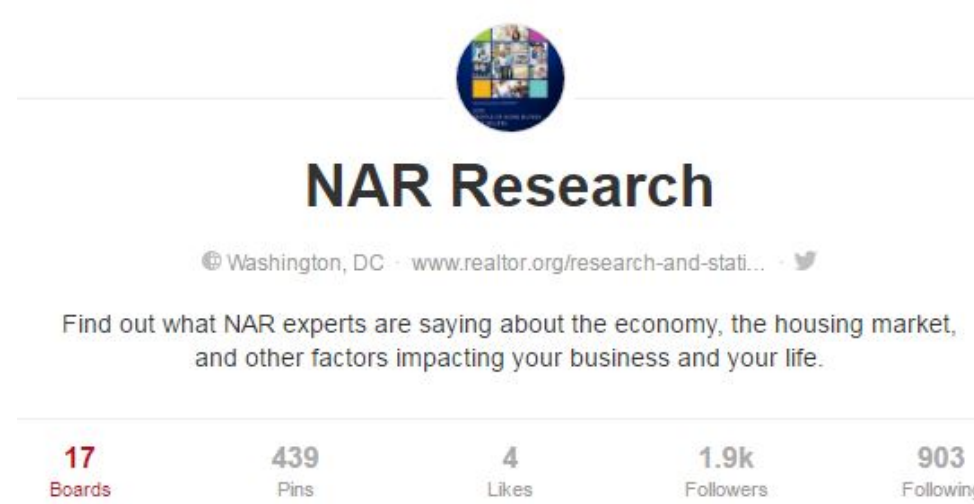 NAR Research
Washington, DC · www.realtor.org/research-and-stati... ·
Find out what NAR experts are saying about the economy, the housing market,
and other factors impacting your business and your life.
17 439 4 1.9k 903
Boards Pins Likes Followers Following